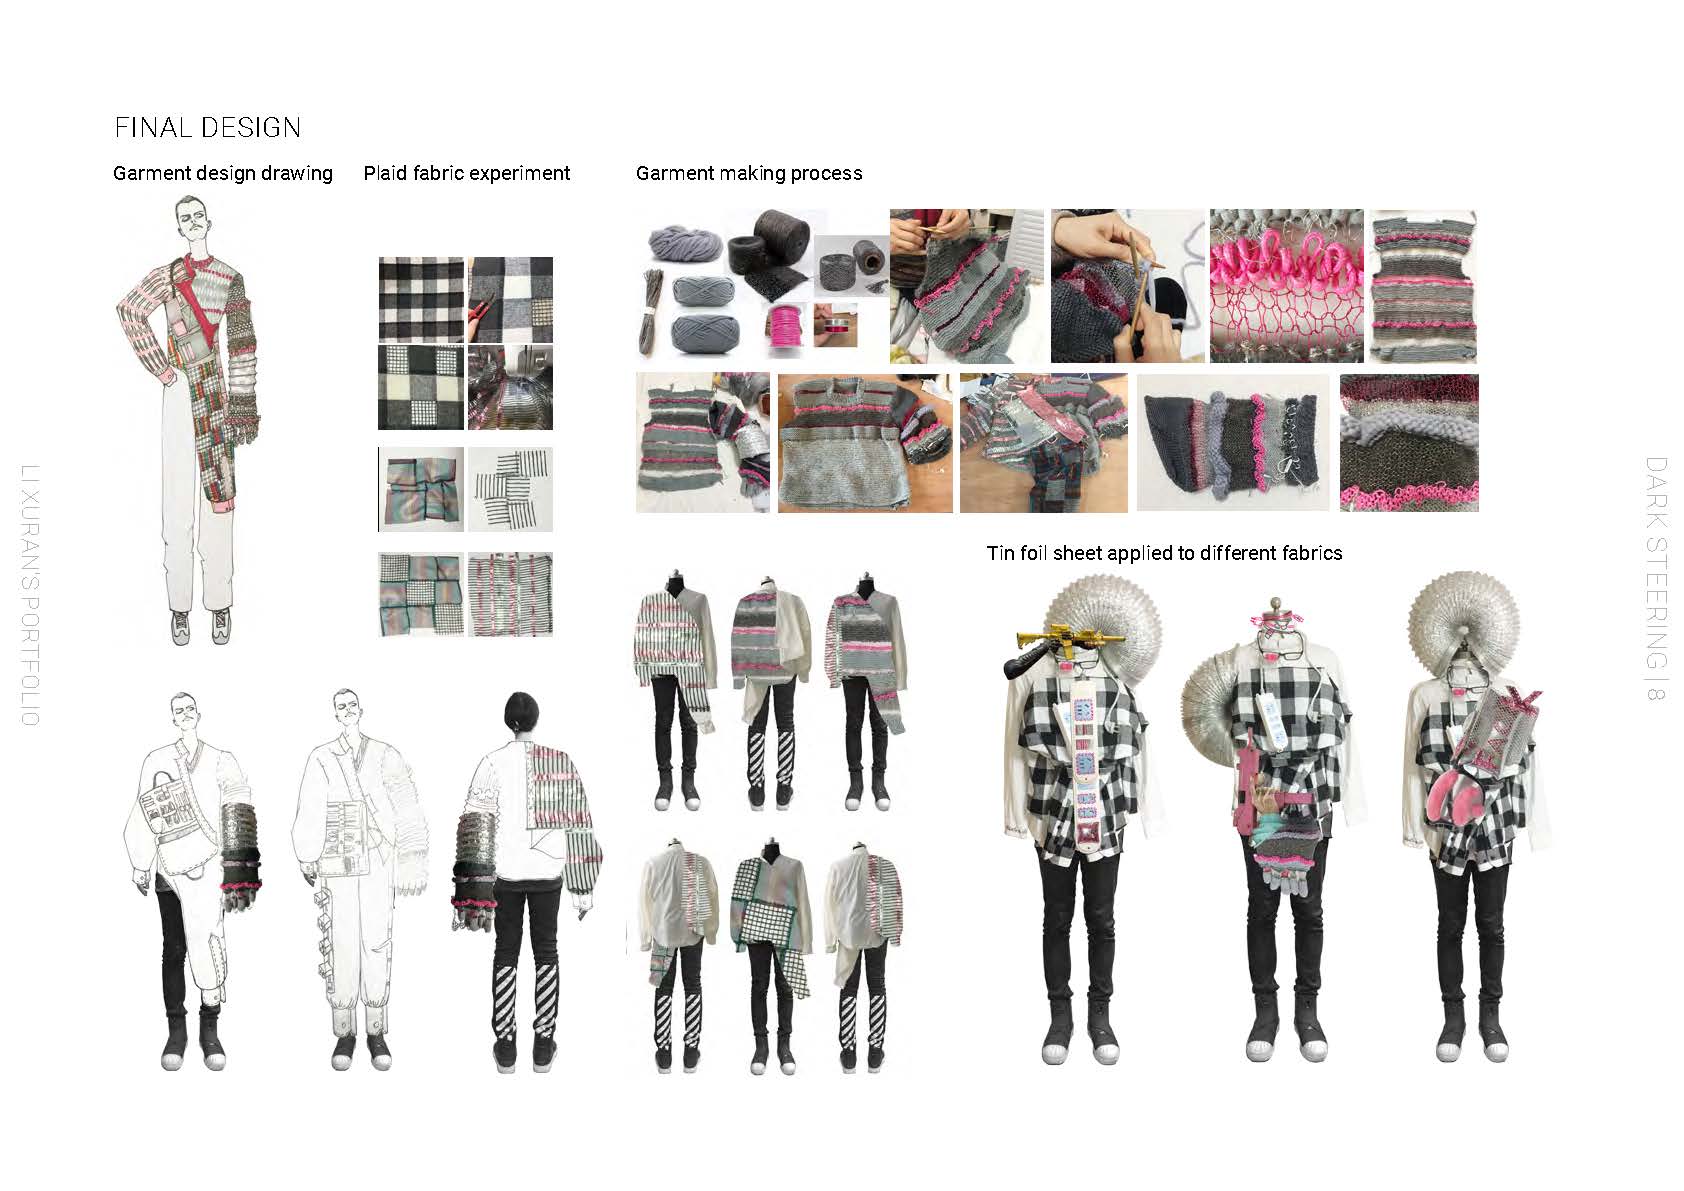 FINAL DESIGN
Garment design drawing
Plaid fabric experiment
Garment making process
Tin foil sheet applied to different fabrics
LI XURAN'S PORTFOLIO
DARK STEERING | 8